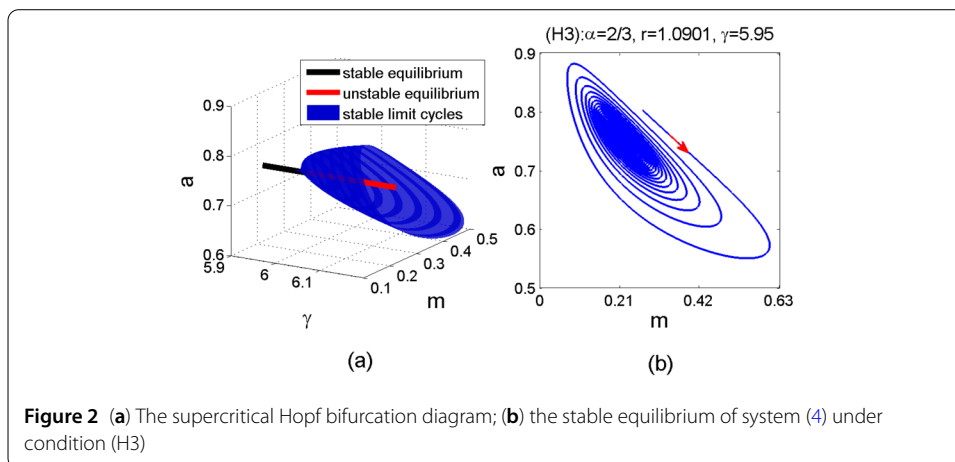 stable equilibrium
unstable equilibrium
stable limit cycles
0.9
0.8
0.7
0.6
a
5.9
6
6.1
γ
0.1
0.2
0.3
0.4
0.5
m
(a)
(H3):α=2/3, r=1.0901, γ=5.95
0.9
0.8
0.7
0.6
0.5
a
0
0.21
0.42
0.63
m
(b)
Figure 2 (a) The supercritical Hopf bifurcation diagram; (b) the stable equilibrium of system (4) under
condition (H3)